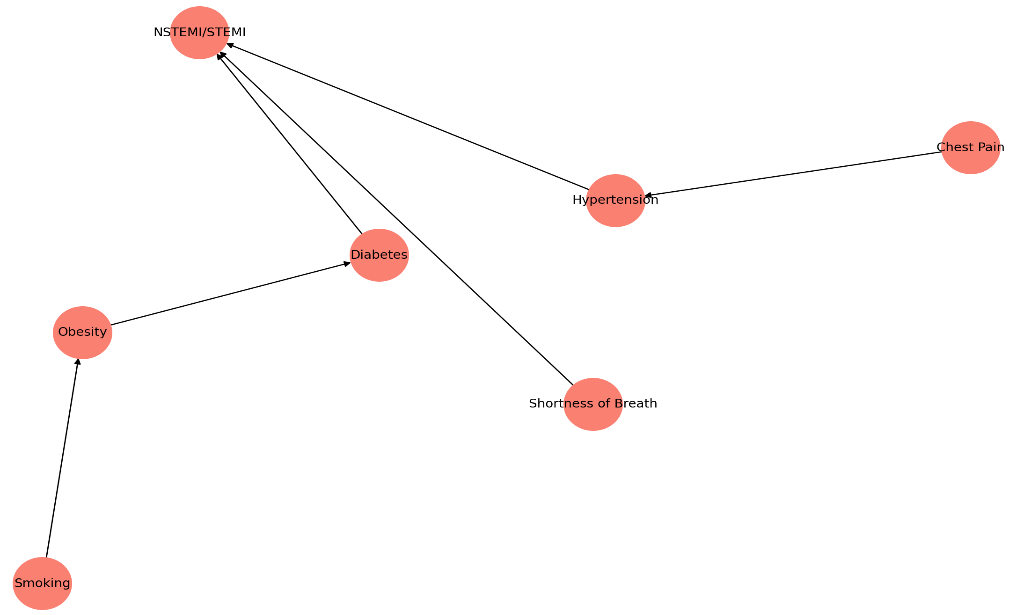 NSTEMI/STEMI
Chest Pain
Hypertension
Diabetes
Obesity
Shortness of Breath
Smoking